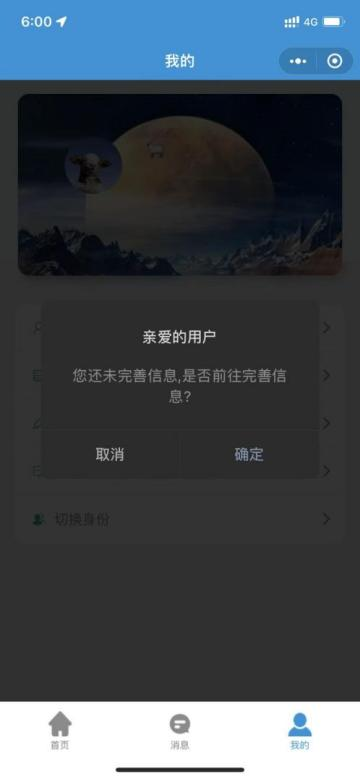 6:00
4G
我的
亲爱的用户
您还未完善信息,是否前往完善信
息?
取消
确定
切换身份
首页
消息
我的